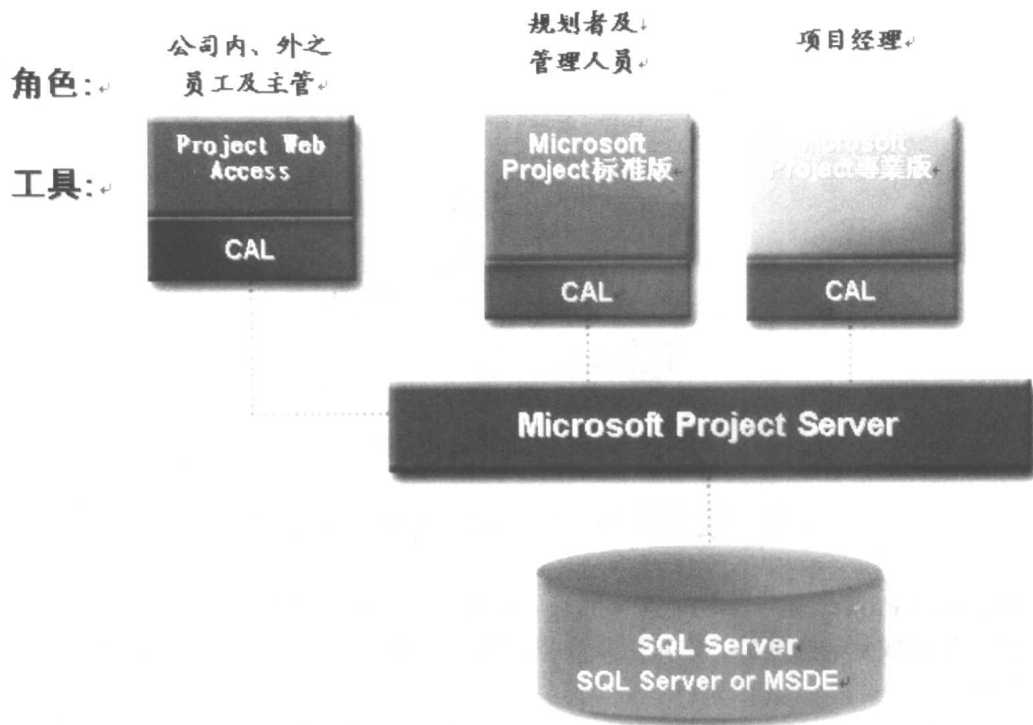 角色:
公司内、外之
员工及主管
规划者及
管理人员
项目经理
工具:
Project Web
Access
CAL
Microsoft
Project标准版
CAL
Microsoft
Project專業版
CAL
Microsoft Project Server
SQL Server
SQL Server or MSDE